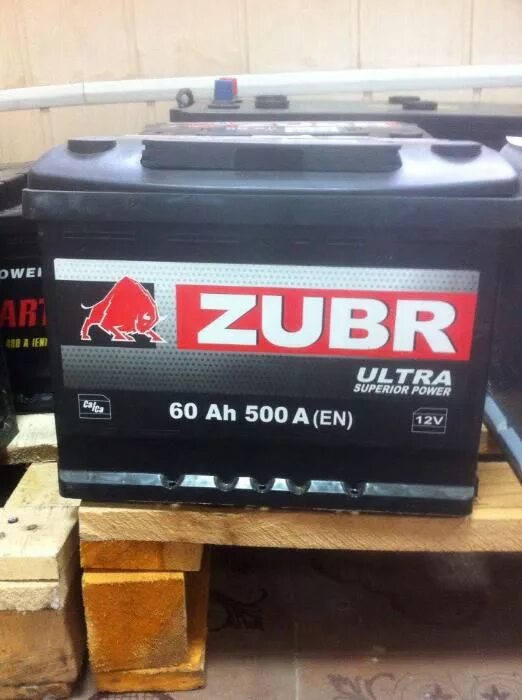 ZUBR
ULTRA
SUPERIOR POWER
Ca/Ca
60 Ah 500 A (EN)
12V